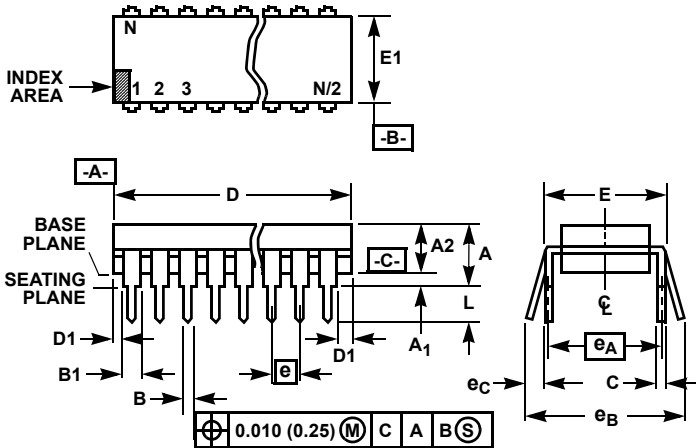 N
E1
INDEX
AREA
1 2 3 N/2
-B-
-A-
D
E
BASE
PLANE
A2
A
-C-
SEATING
PLANE
L
D1
D1
A1
B1
e
B
℄
eA
eC
C
eB
⌖ 0.010 (0.25) Ⓜ C A B Ⓢ